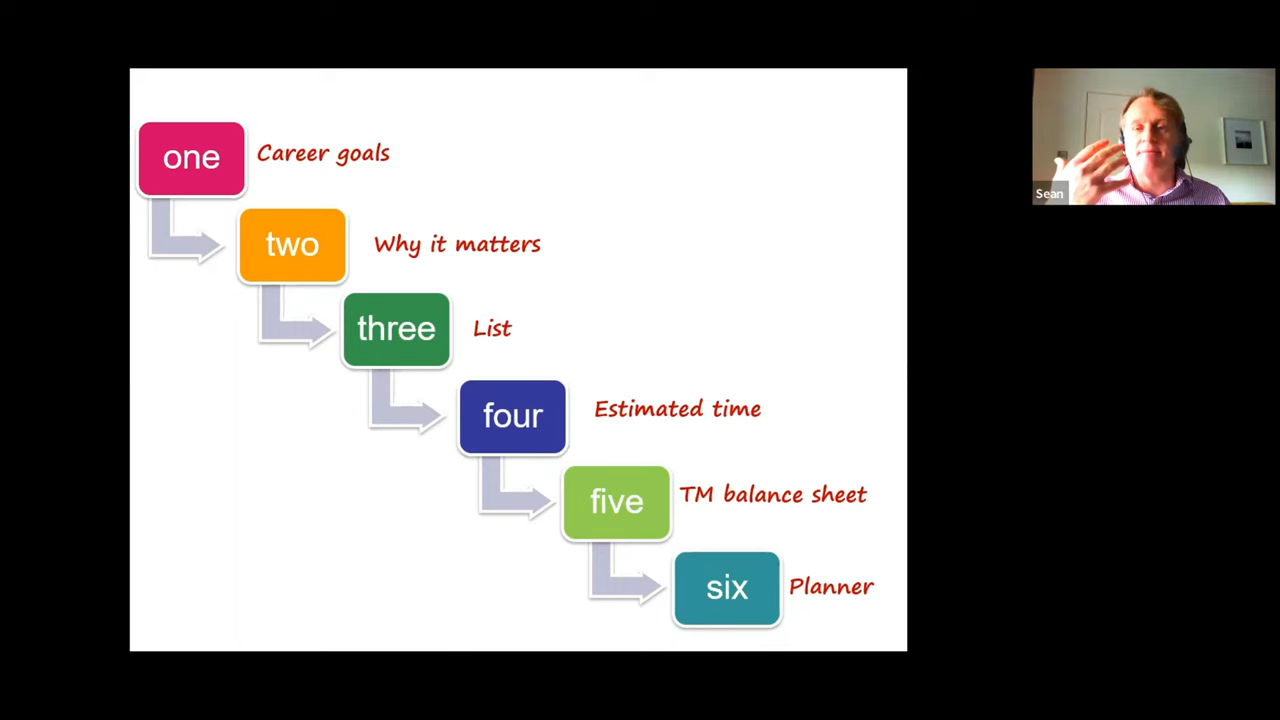 one
Career goals
two
Why it matters
three
List
four
Estimated time
five
TM balance sheet
six
Planner
Sean